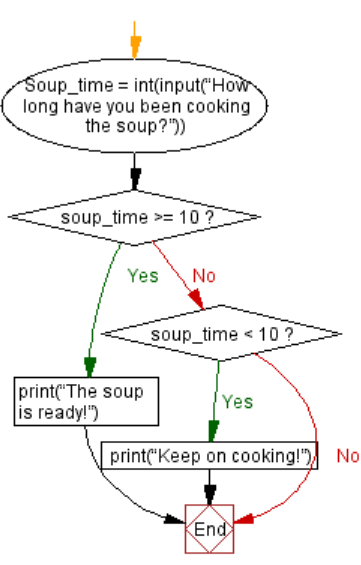 Soup_time = int(input(“How
long have you been cooking
the soup?”))
soup_time >= 10 ?
Yes
No
soup_time < 10 ?
print(“The soup
is ready!”)
Yes
print(“Keep on cooking!”)
No
End